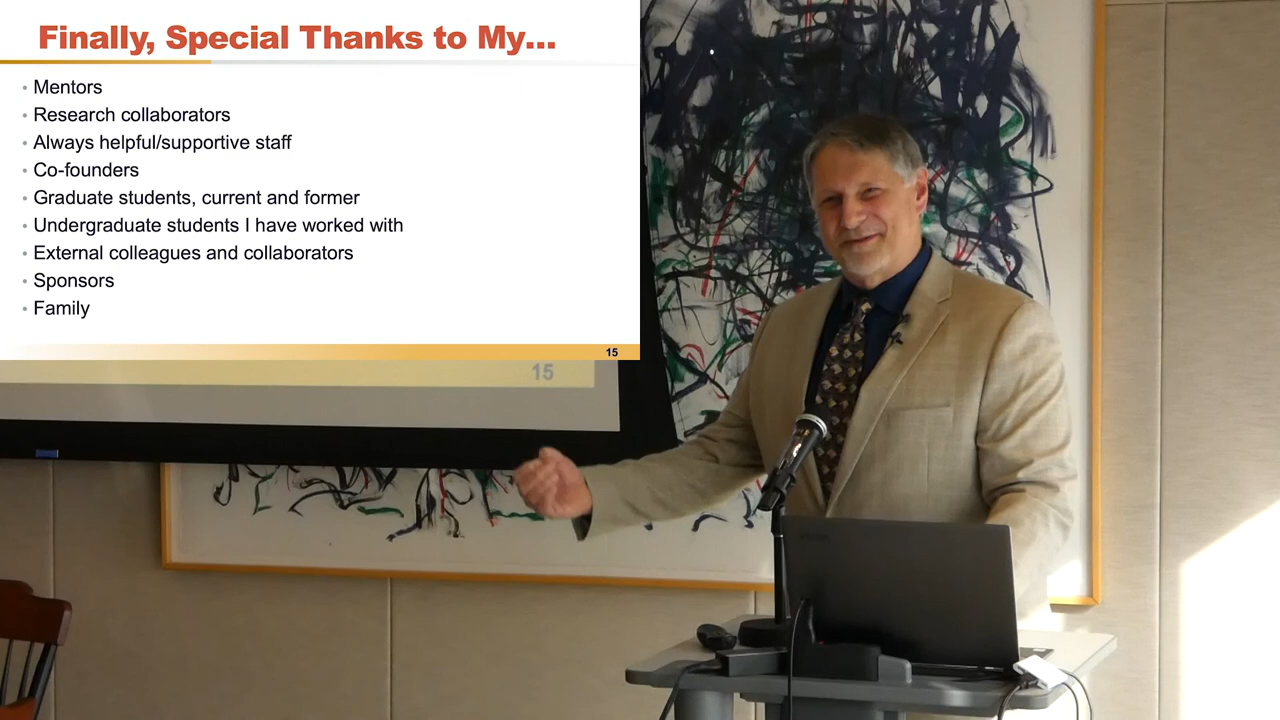 Finally, Special Thanks to My...
Mentors
Research collaborators
Always helpful/supportive staff
Co-founders
Graduate students, current and former
Undergraduate students I have worked with
External colleagues and collaborators
Sponsors
Family
15
15